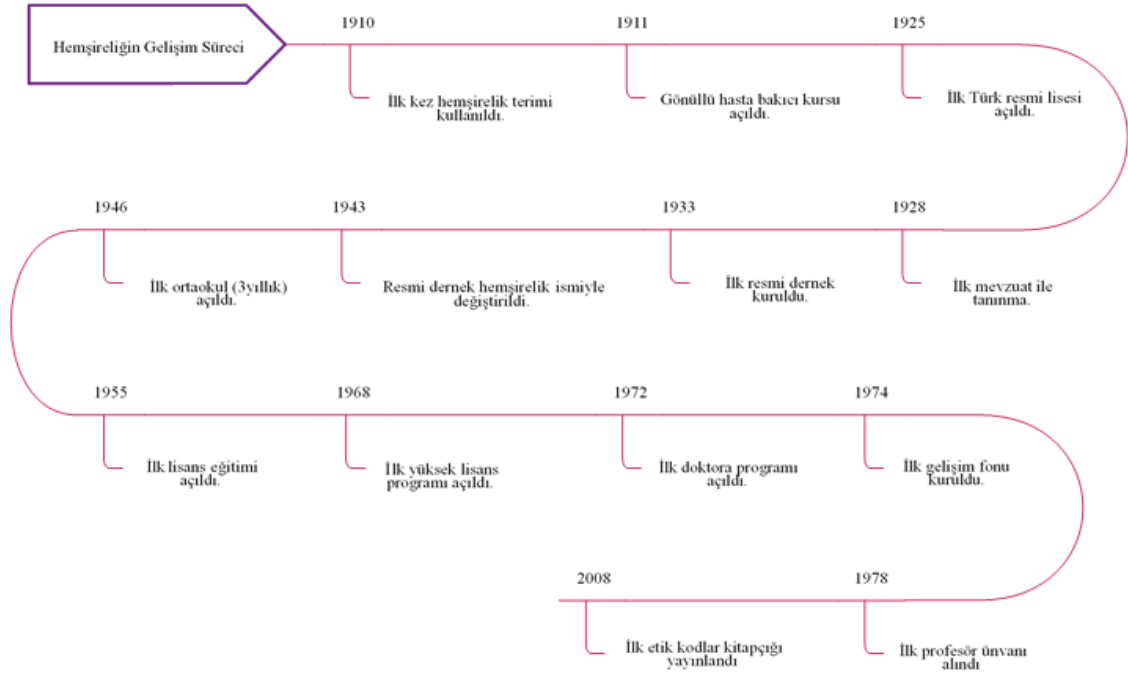 Hemşireliğin Gelişim Süreci
1910
İlk kez hemşirelik terimi
kullanıldı.
1911
Gönüllü hasta bakıcı kursu
açıldı.
1925
İlk Türk resmi lisesi
açıldı.
1928
İlk mevzuat ile
tanınma.
1933
İlk resmi dernek
kuruldu.
1943
Resmi dernek hemşirelik ismiyle
değiştirildi.
1946
İlk ortaokul (3yıllık)
açıldı.
1955
İlk lisans eğitimi
açıldı.
1968
İlk yüksek lisans
programı açıldı.
1972
İlk doktora programı
açıldı.
1974
İlk gelişim fonu
kuruldu.
1978
İlk profesör ünvanı
alındı
2008
İlk etik kodlar kitapçığı
yayınlandı